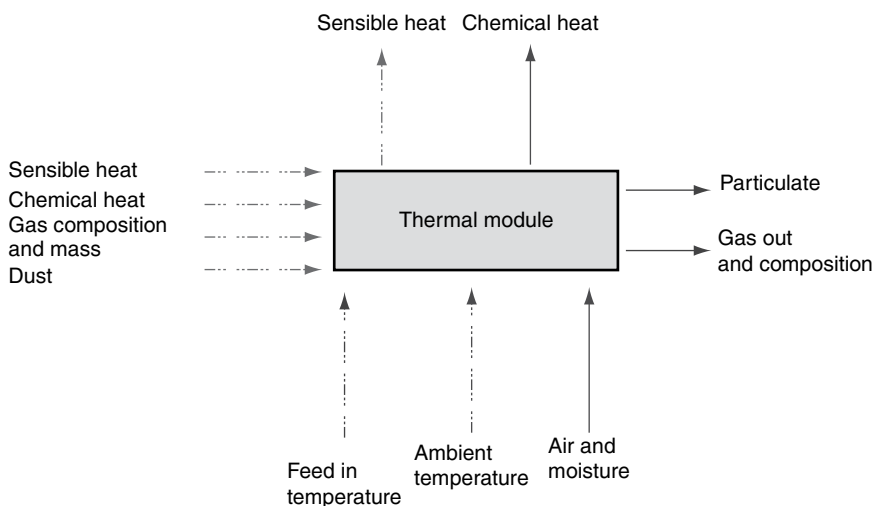 Sensible heat
Chemical heat
Sensible heat
Chemical heat
Gas composition
and mass
Dust
Thermal module
Particulate
Gas out
and composition
Feed in
temperature
Ambient
temperature
Air and
moisture